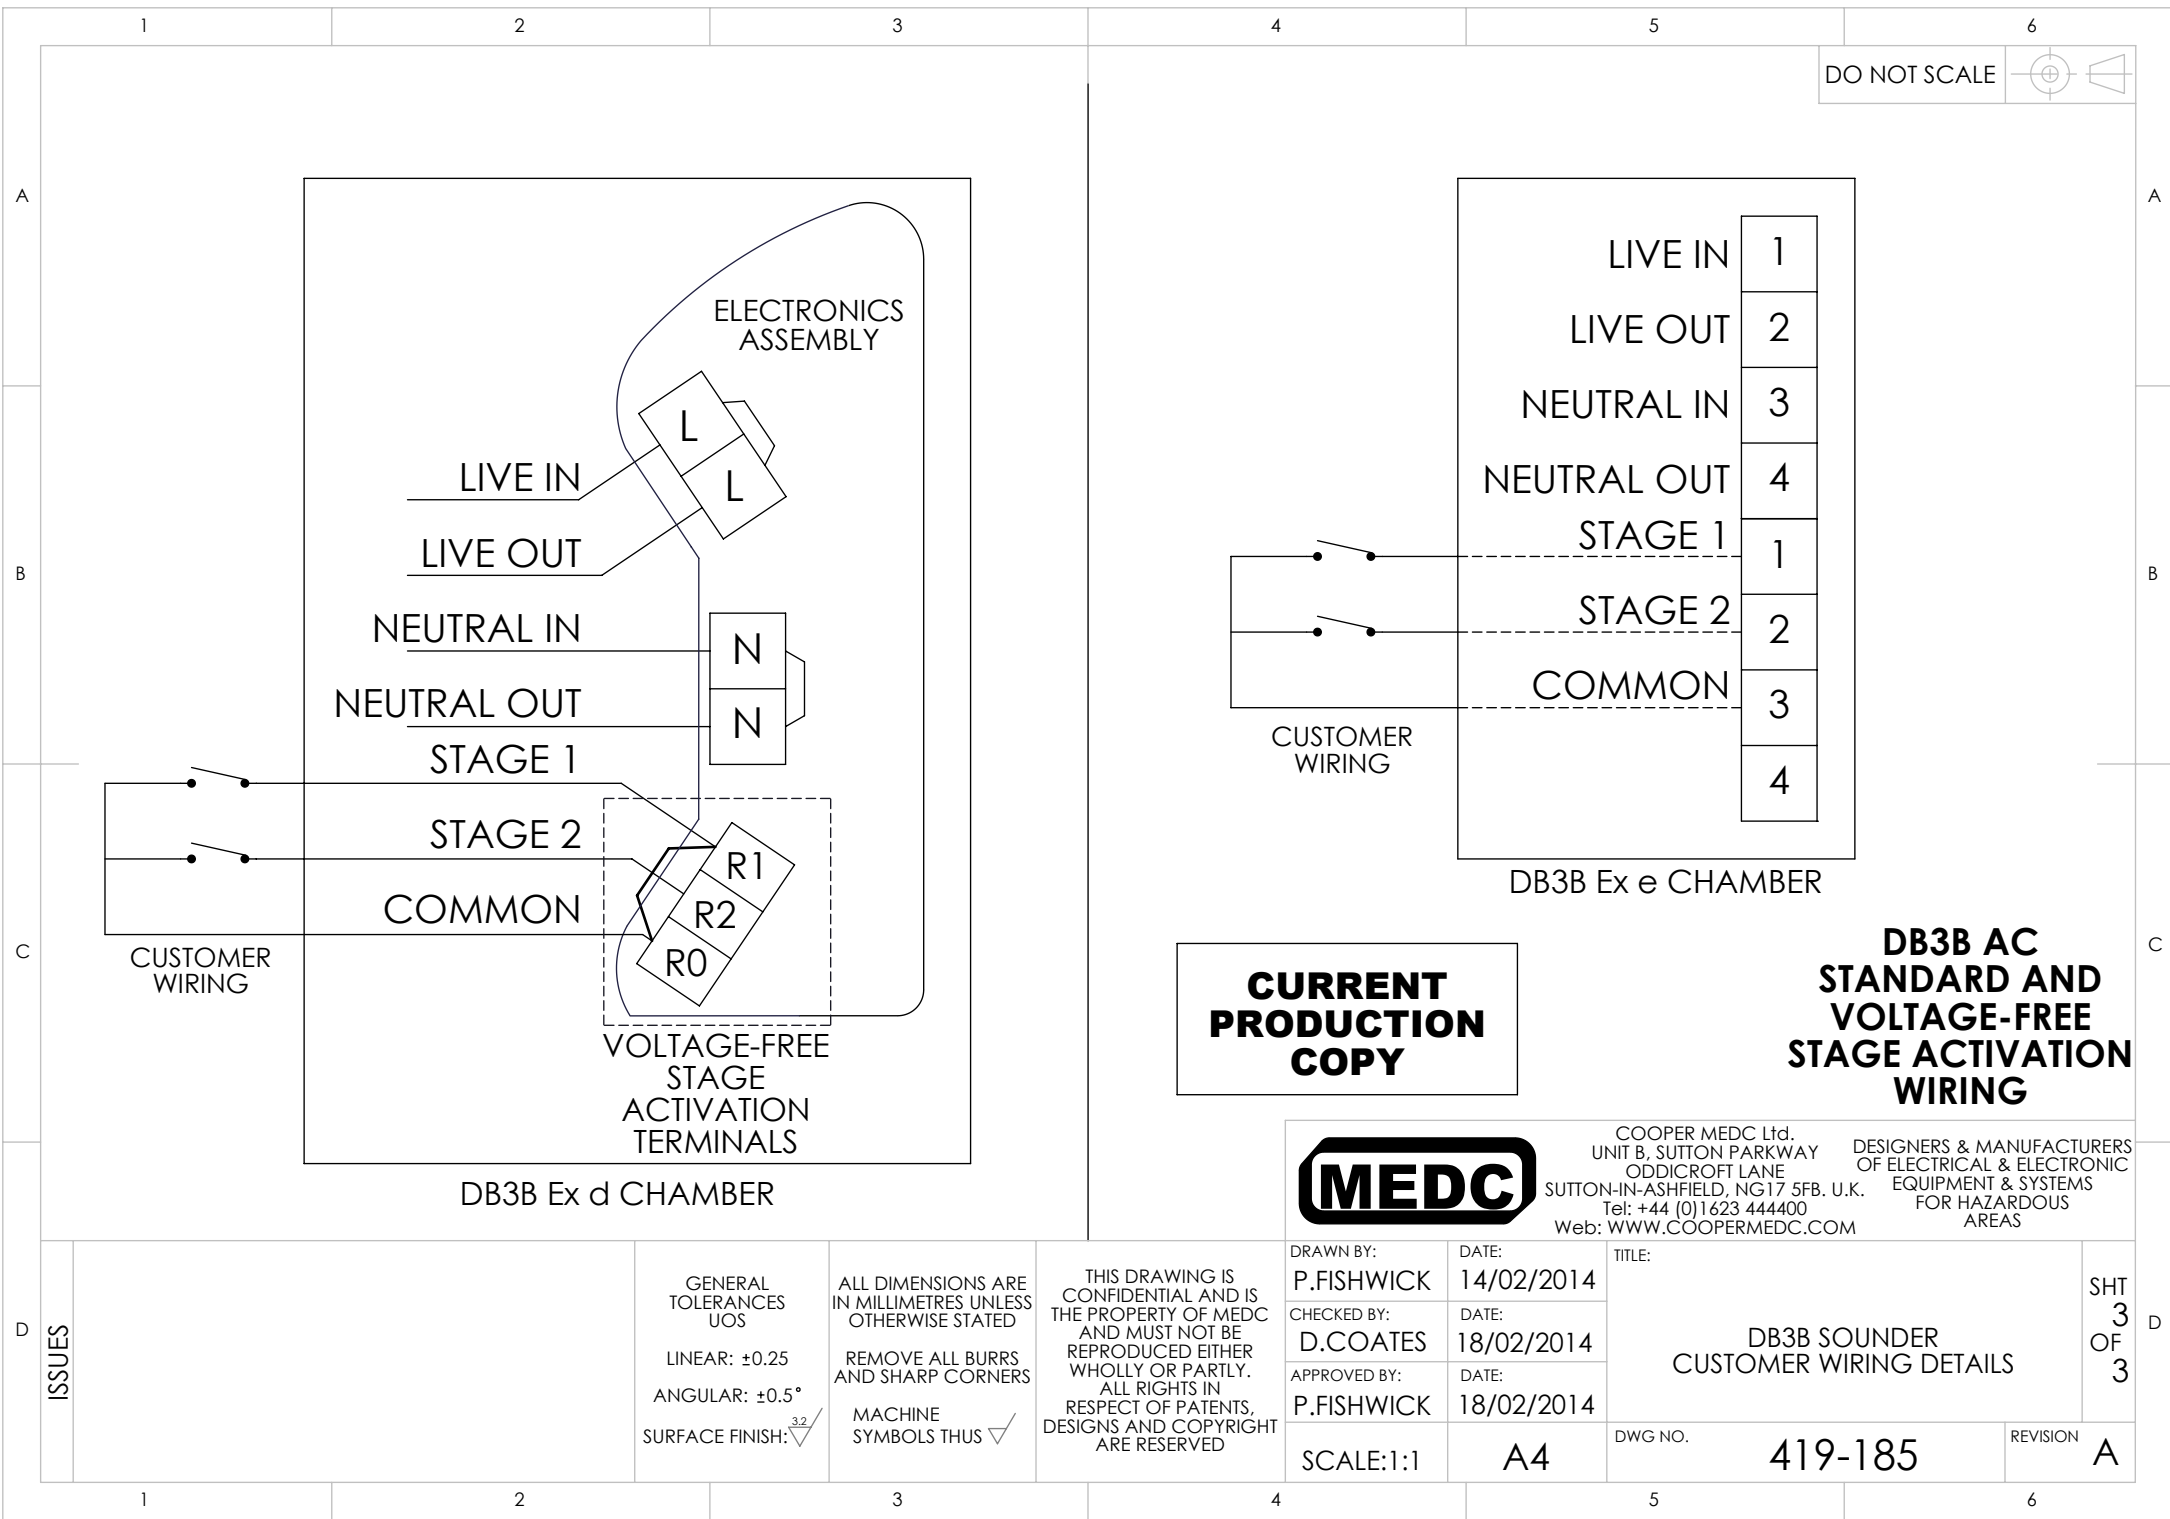 1 2 3 4 5 6
DO NOT SCALE
A A
B B
C C
D D
ELECTRONICS
ASSEMBLY
L
L
LIVE IN
LIVE OUT
NEUTRAL IN
NEUTRAL OUT
N
N
STAGE 1
STAGE 2
COMMON
R1
R2
R0
CUSTOMER
WIRING
VOLTAGE-FREE
STAGE
ACTIVATION
TERMINALS
DB3B Ex d CHAMBER
LIVE IN 1
LIVE OUT 2
NEUTRAL IN 3
NEUTRAL OUT 4
STAGE 1 1
STAGE 2 2
COMMON 3
4
CUSTOMER
WIRING
DB3B Ex e CHAMBER
CURRENT
PRODUCTION
COPY
DB3B AC
STANDARD AND
VOLTAGE-FREE
STAGE ACTIVATION
WIRING
MEDC
COOPER MEDC Ltd.
UNIT B, SUTTON PARKWAY
ODDICROFT LANE
SUTTON-IN-ASHFIELD, NG17 5FB. U.K.
Tel: +44 (0)1623 444400
Web: WWW.COOPERMEDC.COM
DESIGNERS & MANUFACTURERS
OF ELECTRICAL & ELECTRONIC
EQUIPMENT & SYSTEMS
FOR HAZARDOUS
AREAS
ISSUES
GENERAL
TOLERANCES
UOS
LINEAR: ±0.25
ANGULAR: ±0.5°
SURFACE FINISH: 3.2
ALL DIMENSIONS ARE
IN MILLIMETRES UNLESS
OTHERWISE STATED
REMOVE ALL BURRS
AND SHARP CORNERS
MACHINE
SYMBOLS THUS
THIS DRAWING IS
CONFIDENTIAL AND IS
THE PROPERTY OF MEDC
AND MUST NOT BE
REPRODUCED EITHER
WHOLLY OR PARTLY.
ALL RIGHTS IN
RESPECT OF PATENTS,
DESIGNS AND COPYRIGHT
ARE RESERVED
DRAWN BY: DATE:
P.FISHWICK 14/02/2014
CHECKED BY: DATE:
D.COATES 18/02/2014
APPROVED BY: DATE:
P.FISHWICK 18/02/2014
SCALE:1:1 A4
TITLE:
DB3B SOUNDER
CUSTOMER WIRING DETAILS
SHT
3
OF
3
DWG NO.
419-185
REVISION A
1 2 3 4 5 6